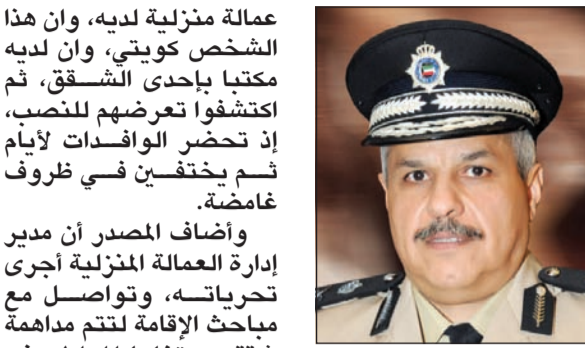 عمالة منزلية لديه، وان هذا
الشخص كويتي، وان لديه
مكتبا بإحدى الشقق، ثم
اكتشفوا تعرضهم للنصب،
إذ تحضر الوافدات لأيام
ثم يختفين في ظروف
غامضة.
وأضاف المصدر أن مدير
إدارة العمالة المنزلية أجرى
تحرياته، وتواصل مع
مباحث الإقامة لتتم مداهمة